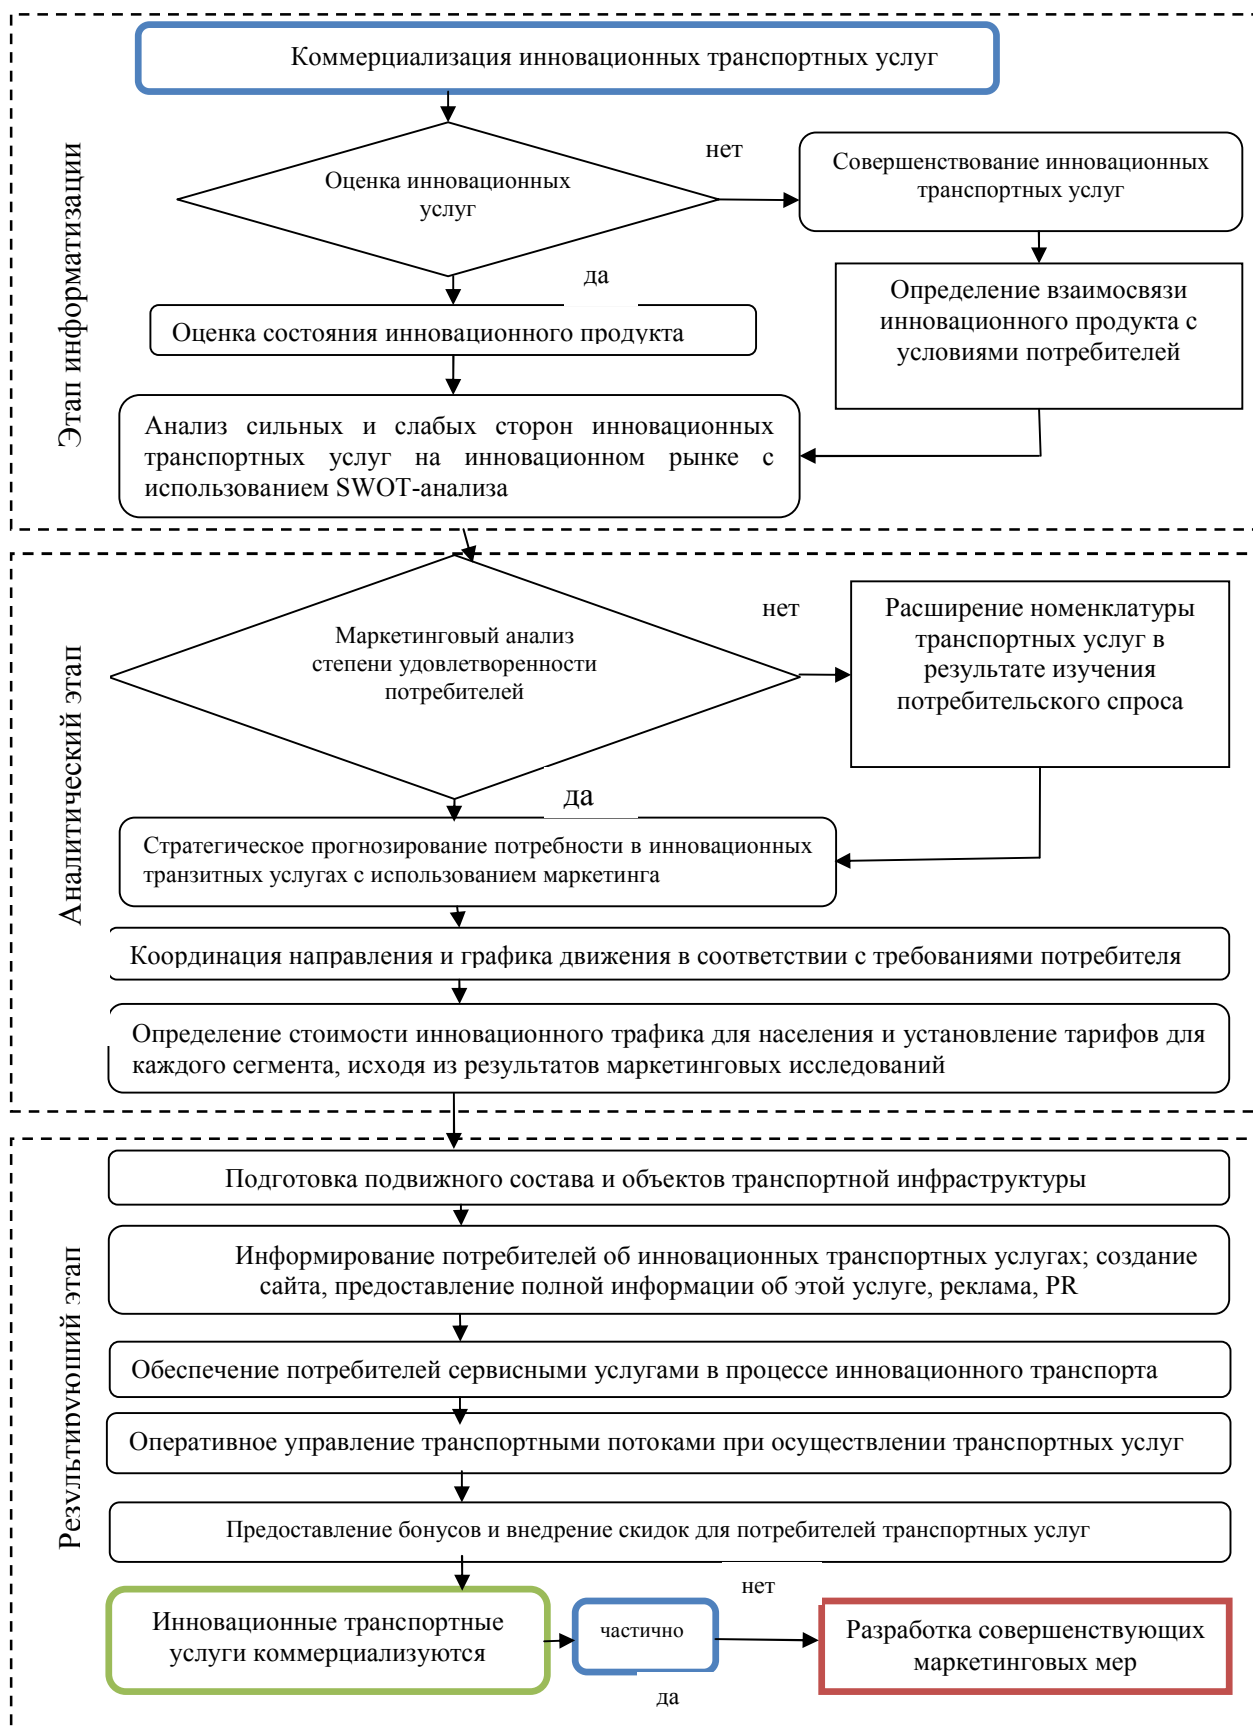 Коммерциализация инновационных транспортных услуг
Этап информатизации
Оценка инновационных
услуг
нет
Совершенствование инновационных
транспортных услуг
да
Определение взаимосвязи
инновационного продукта с
условиями потребителей
Оценка состояния инновационного продукта
Анализ сильных и слабых сторон инновационных
транспортных услуг на инновационном рынке с
использованием SWOT-анализа
Аналитический этап
Маркетинговый анализ
степени удовлетворенности
потребителей
нет
Расширение номенклатуры
транспортных услуг в
результате изучения
потребительского спроса
да
Стратегическое прогнозирование потребности в инновационных
транзитных услугах с использованием маркетинга
Координация направления и графика движения в соответствии с требованиями потребителя
Определение стоимости инновационного трафика для населения и установление тарифов для
каждого сегмента, исходя из результатов маркетинговых исследований
Результирующий этап
Подготовка подвижного состава и объектов транспортной инфраструктуры
Информирование потребителей об инновационных транспортных услугах; создание
сайта, предоставление полной информации об этой услуге, реклама, PR
Обеспечение потребителей сервисными услугами в процессе инновационного транспорта
Оперативное управление транспортными потоками при осуществлении транспортных услуг
Предоставление бонусов и внедрение скидок для потребителей транспортных услуг
Инновационные транспортные
услуги коммерциализуются
частично
нет
да
Разработка совершенствующих
маркетинговых мер